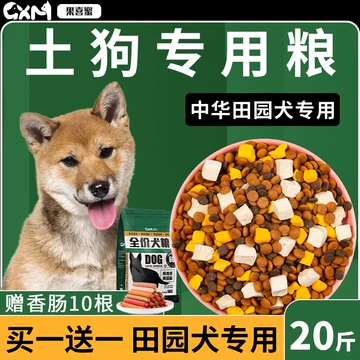 GXM 果喜蜜
土狗专用粮
中华田园犬专用
全价犬粮
DOG
赠香肠10根
买一送一 田园犬专用 20斤